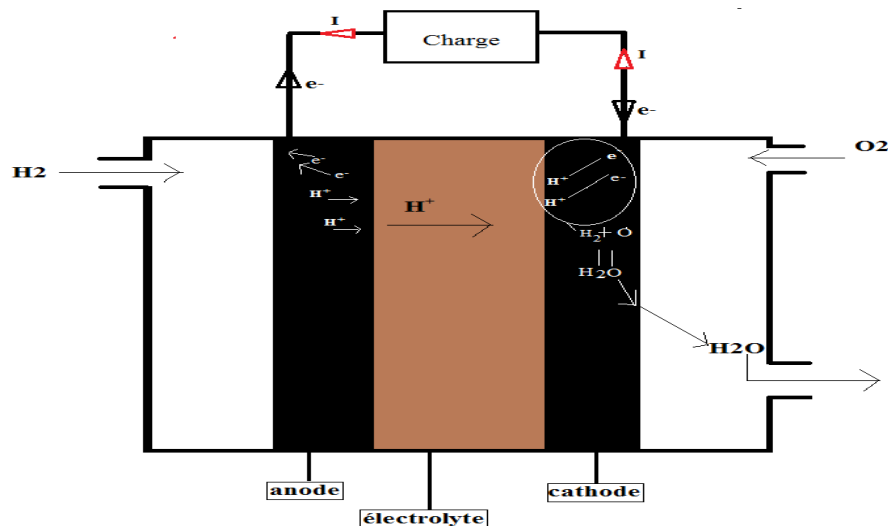 I
Charge
I
e-
e-
H2
O2
e-
e-
H⁺
H⁺
H⁺
e
H⁺
e-
H⁺
H₂+ O
H2O
H2O
anode
électrolyte
cathode